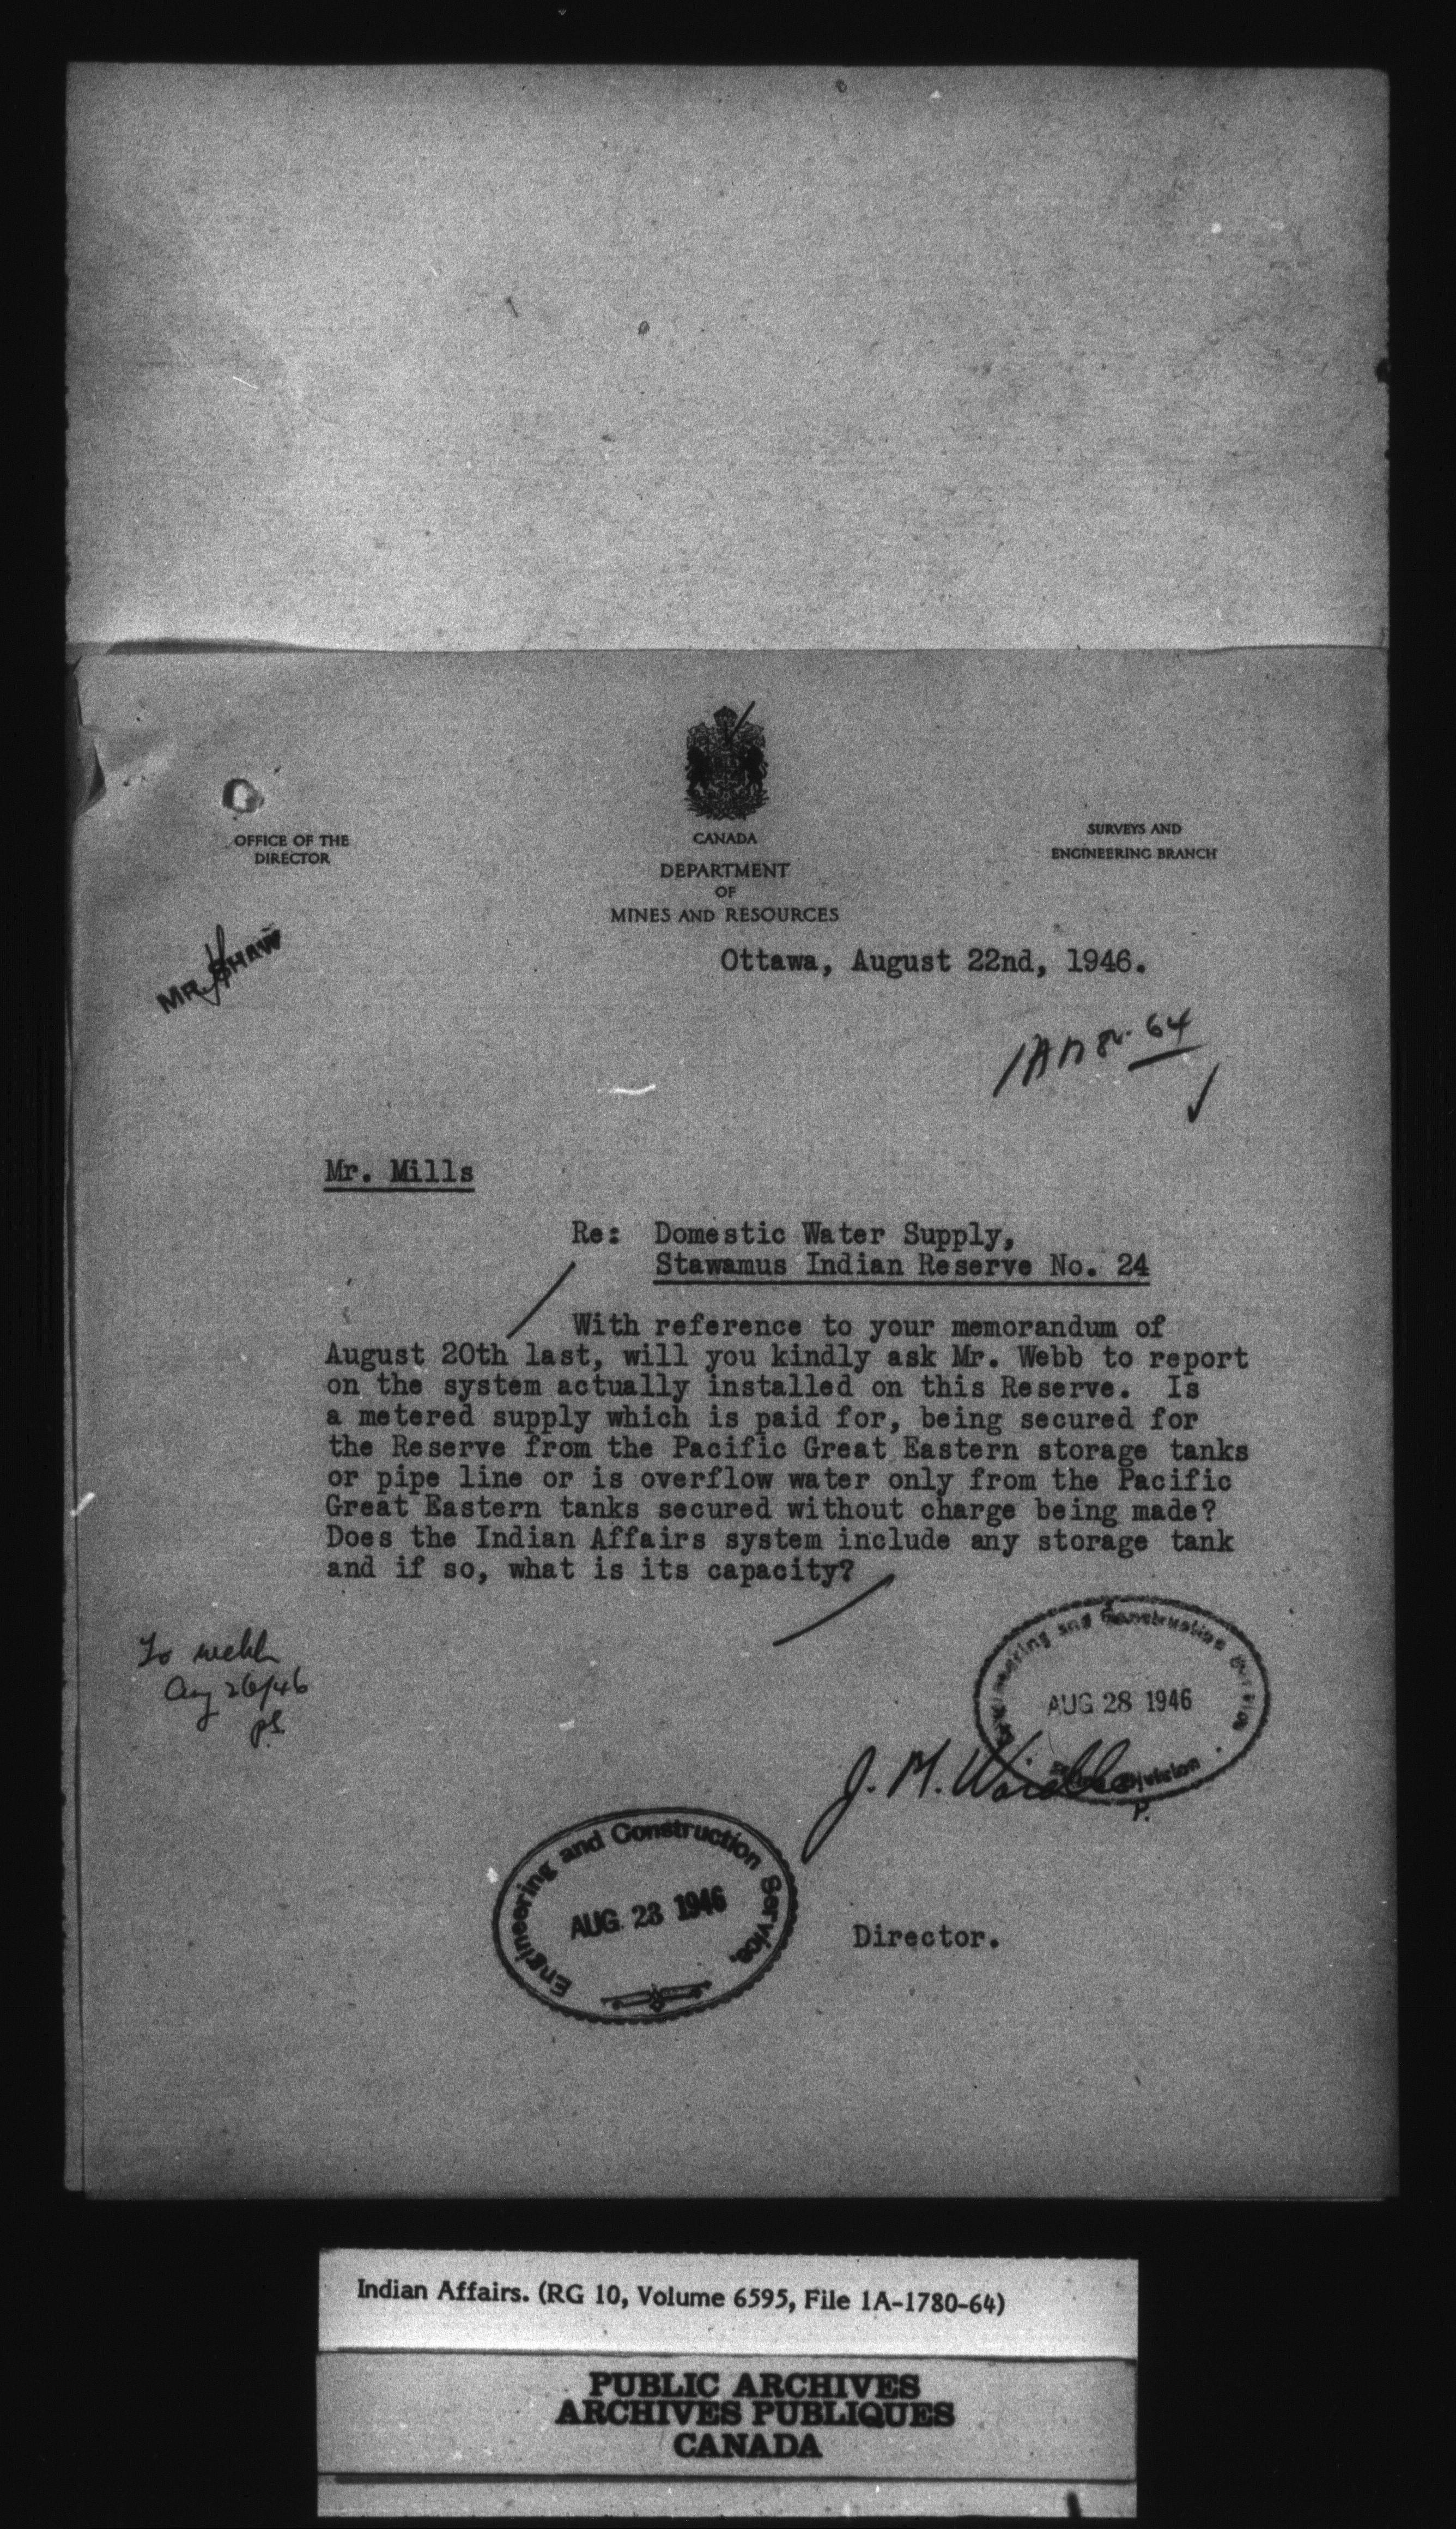 OFFICE OF THE
DIRECTOR
CANADA
DEPARTMENT
OF
MINES AND RESOURCES
SURVEYS AND
ENGINEERING BRANCH
MR. SHAW
Ottawa, August 22nd, 1946.
64
Mr. Mills
Re: Domestic Water Supply,
Stawamus Indian Reserve No. 24
With reference to your memorandum of
August 20th last, will you kindly ask Mr. Webb to report
on the system actually installed on this Reserve. Is
a metered supply which is paid for, being secured for
the Reserve from the Pacific Great Eastern storage tanks
or pipe line or is overflow water only from the Pacific
Great Eastern tanks secured without charge being made?
Does the Indian Affairs system include any storage tank
and if so, what is its capacity?
To Webb
Aug 26/46
Engineering and Construction Service
AUG 28 1946
Division
J. M. Wardle
P.
Engineering and Construction Service,
AUG. 23 1946
Director.
Indian Affairs. (RG 10, Volume 6595, File 1A-1780-64)
PUBLIC ARCHIVES
ARCHIVES PUBLIQUES
CANADA